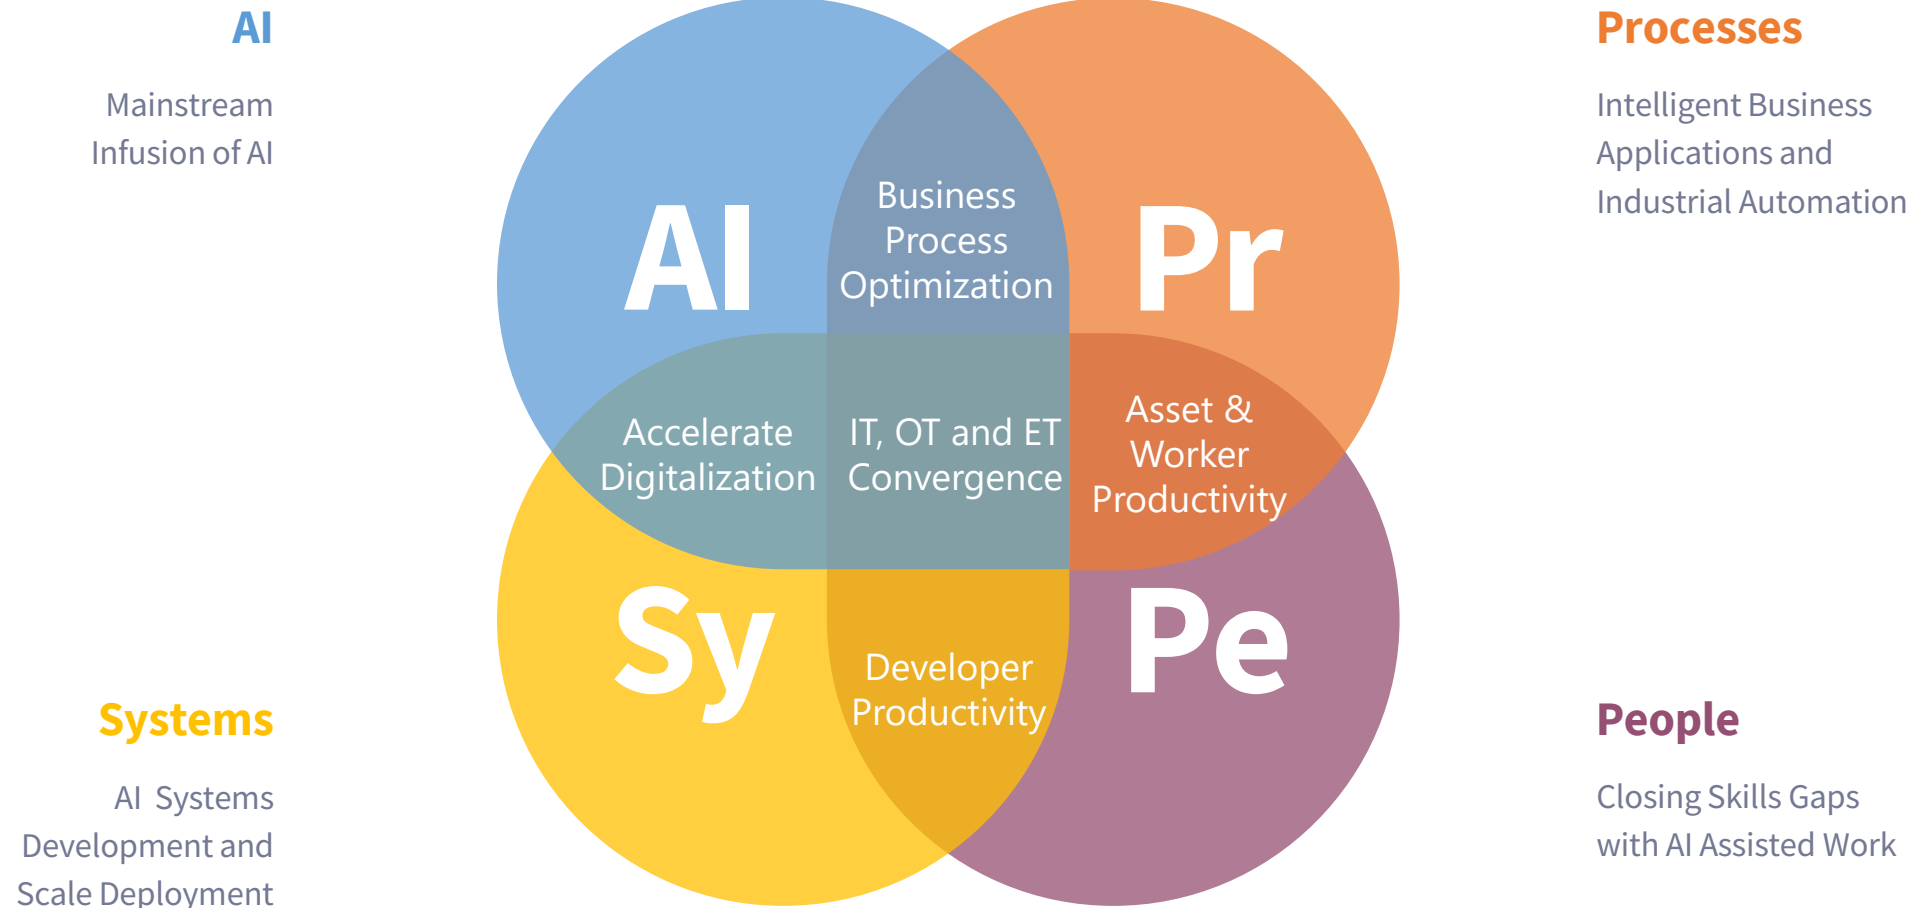 AI
Mainstream
Infusion of AI
Processes
Intelligent Business
Applications and
Industrial Automation
AI
Business
Process
Optimization
Pr
Accelerate
Digitalization
IT, OT and ET
Convergence
Asset &
Worker
Productivity
Sy
Developer
Productivity
Pe
Systems
AI Systems
Development and
Scale Deployment
People
Closing Skills Gaps
with AI Assisted Work